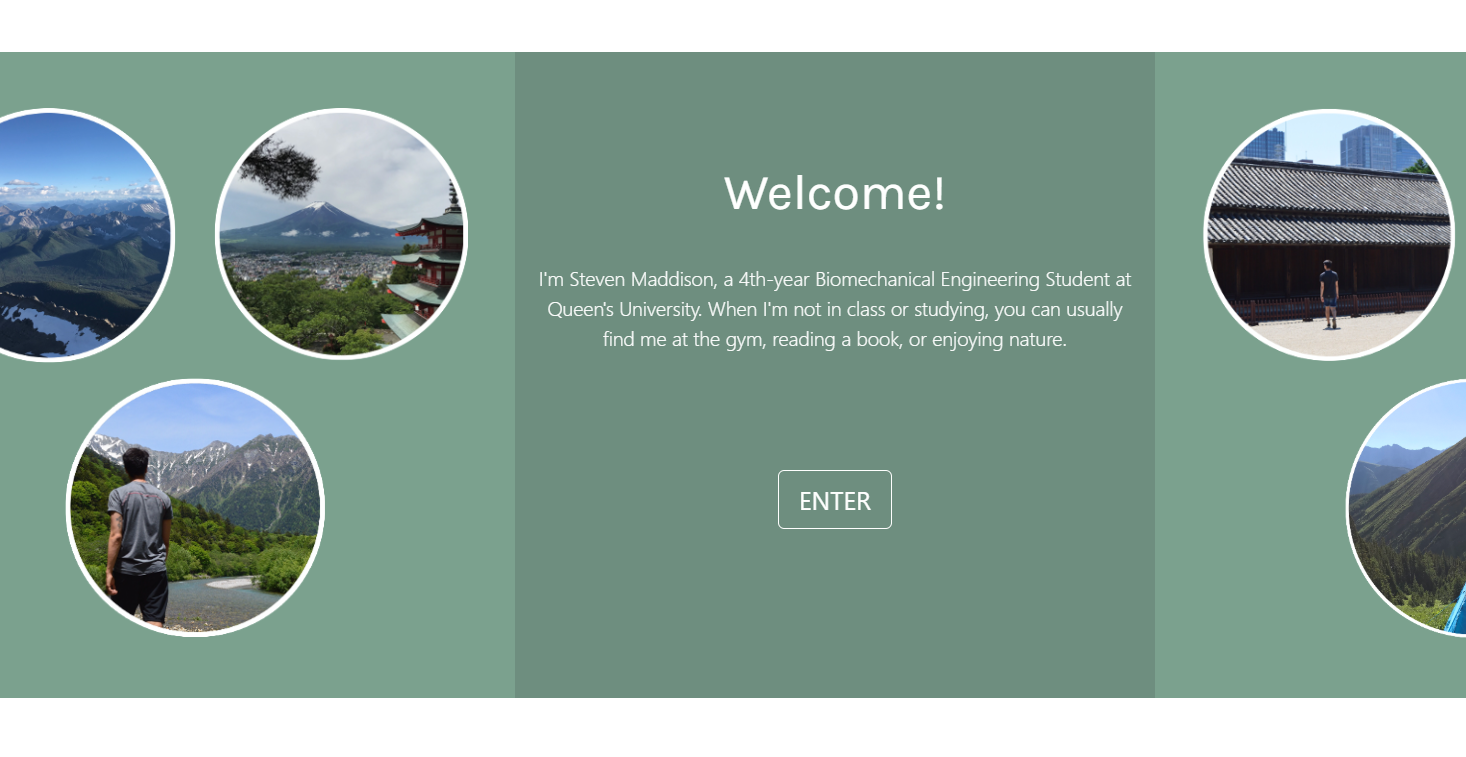 Welcome!
I'm Steven Maddison, a 4th-year Biomechanical Engineering Student at
Queen's University. When I'm not in class or studying, you can usually
find me at the gym, reading a book, or enjoying nature.
ENTER